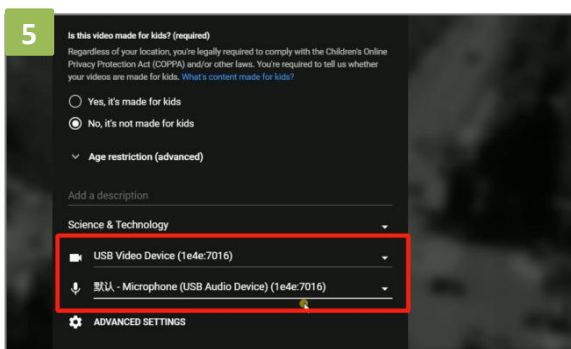 5
Is this video made for kids? (required)
Regardless of your location, you're legally required to comply with the Children's Online
Privacy Protection Act (COPPA) and/or other laws. You're required to tell us whether
your videos are made for kids. What's content made for kids?
Yes, it's made for kids
No, it's not made for kids
Age restriction (advanced)
Add a description
Science & Technology
USB Video Device (1e4e:7016)
默认 - Microphone (USB Audio Device) (1e4e:7016)
ADVANCED SETTINGS